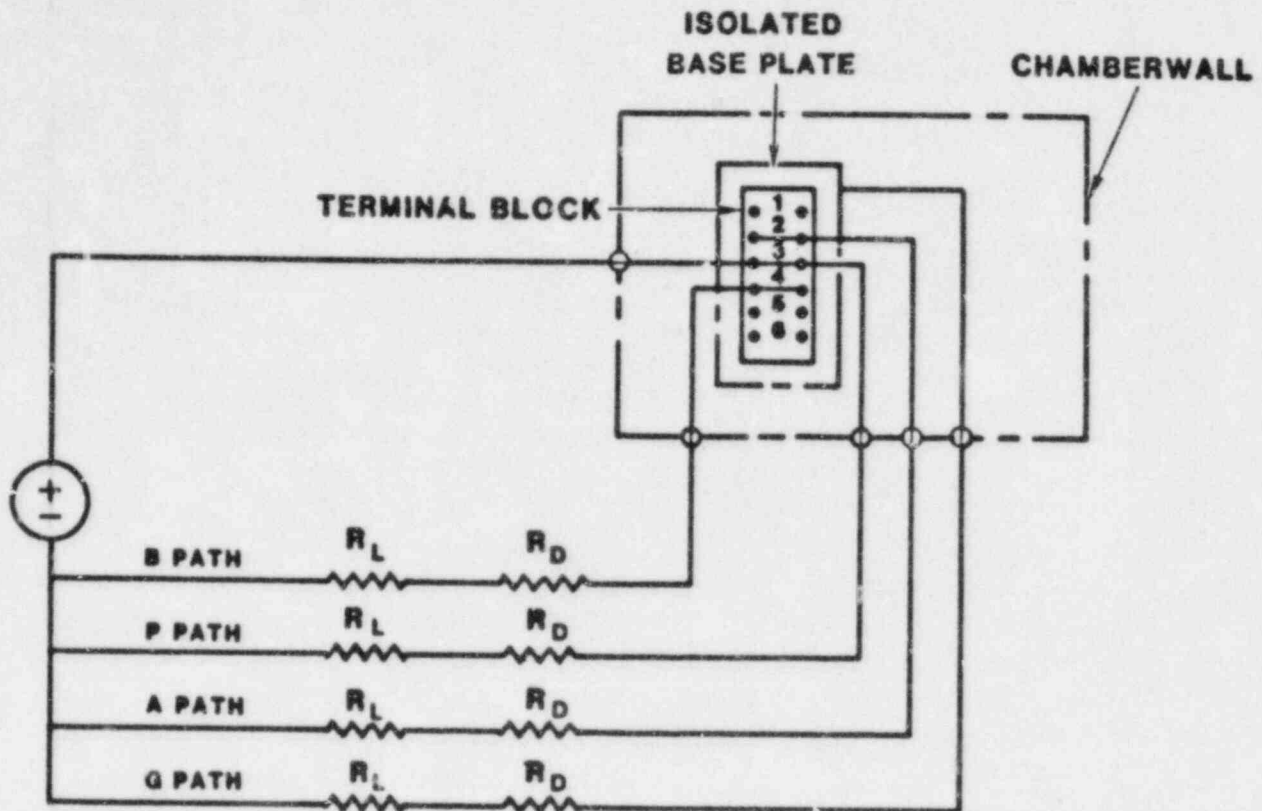 ISOLATED
BASE PLATE
CHAMBERWALL
TERMINAL BLOCK
1
2
3
4
5
6
+
-
B PATH R_L R_D
P PATH R_L R_D
A PATH R_L R_D
G PATH R_L R_D